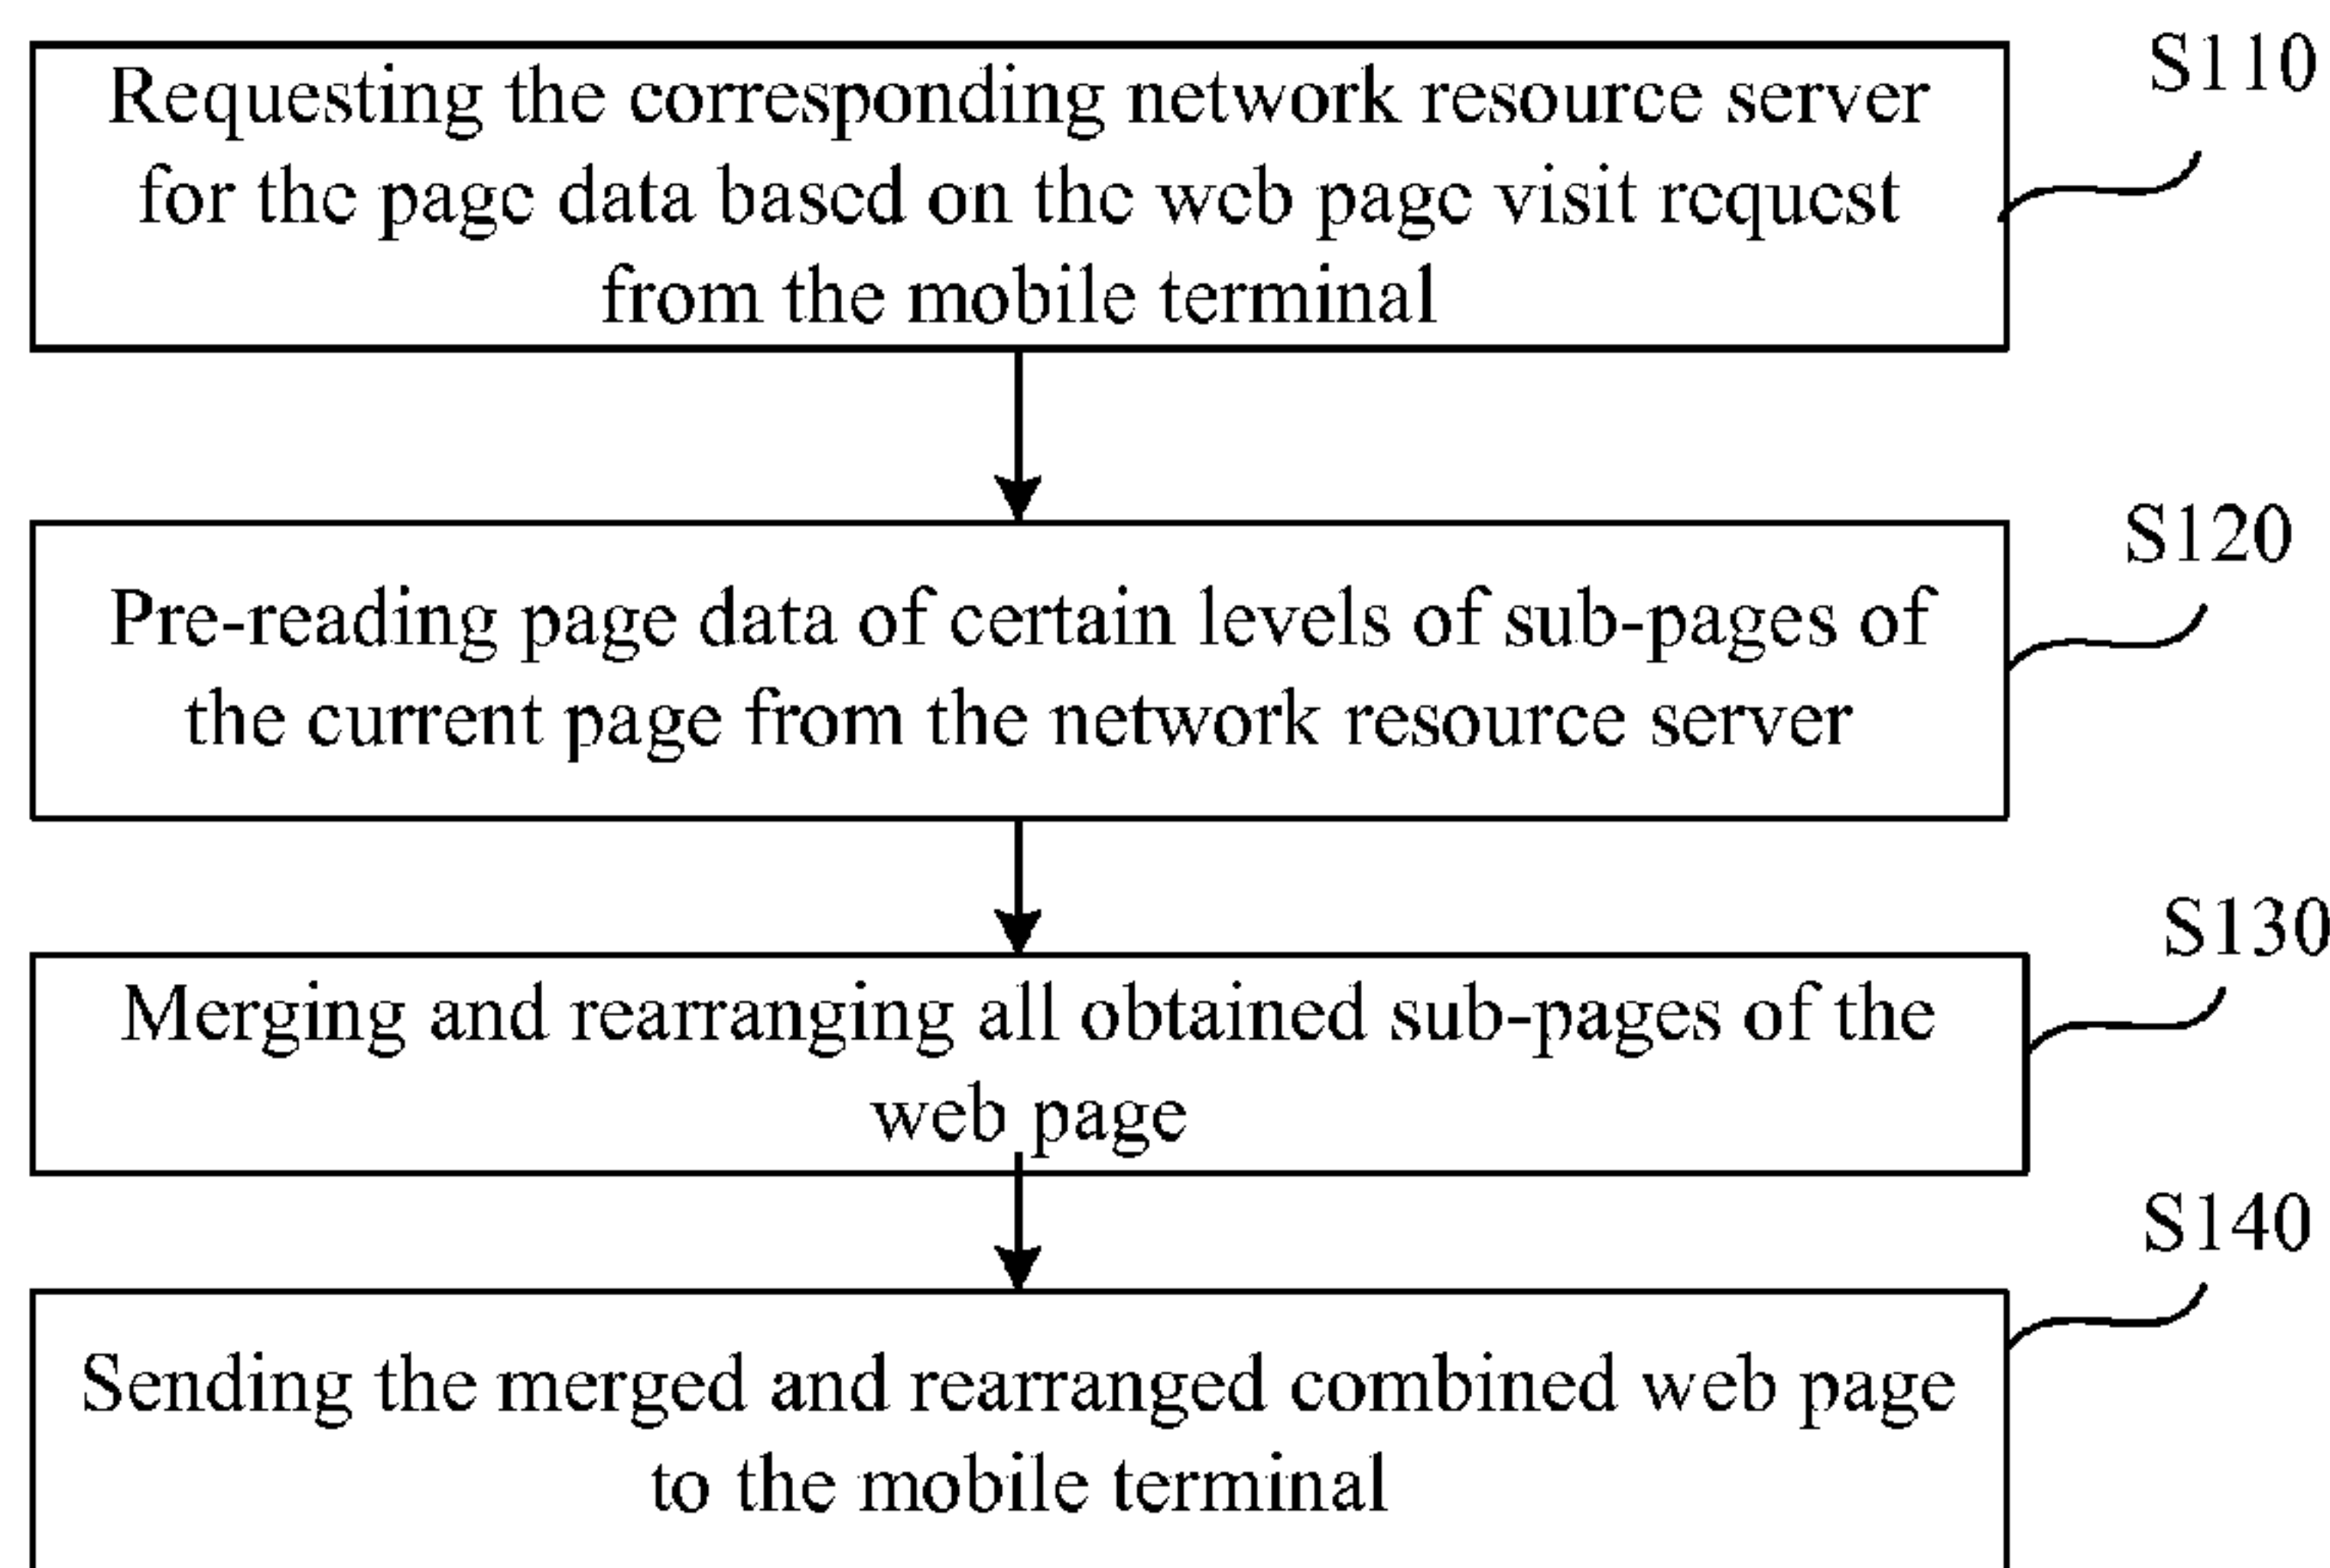 S110
Requesting the corresponding network resource server
for the page data based on the web page visit request
from the mobile terminal
S120
Pre-reading page data of certain levels of sub-pages of
the current page from the network resource server
S130
Merging and rearranging all obtained sub-pages of the
web page
S140
Sending the merged and rearranged combined web page
to the mobile terminal